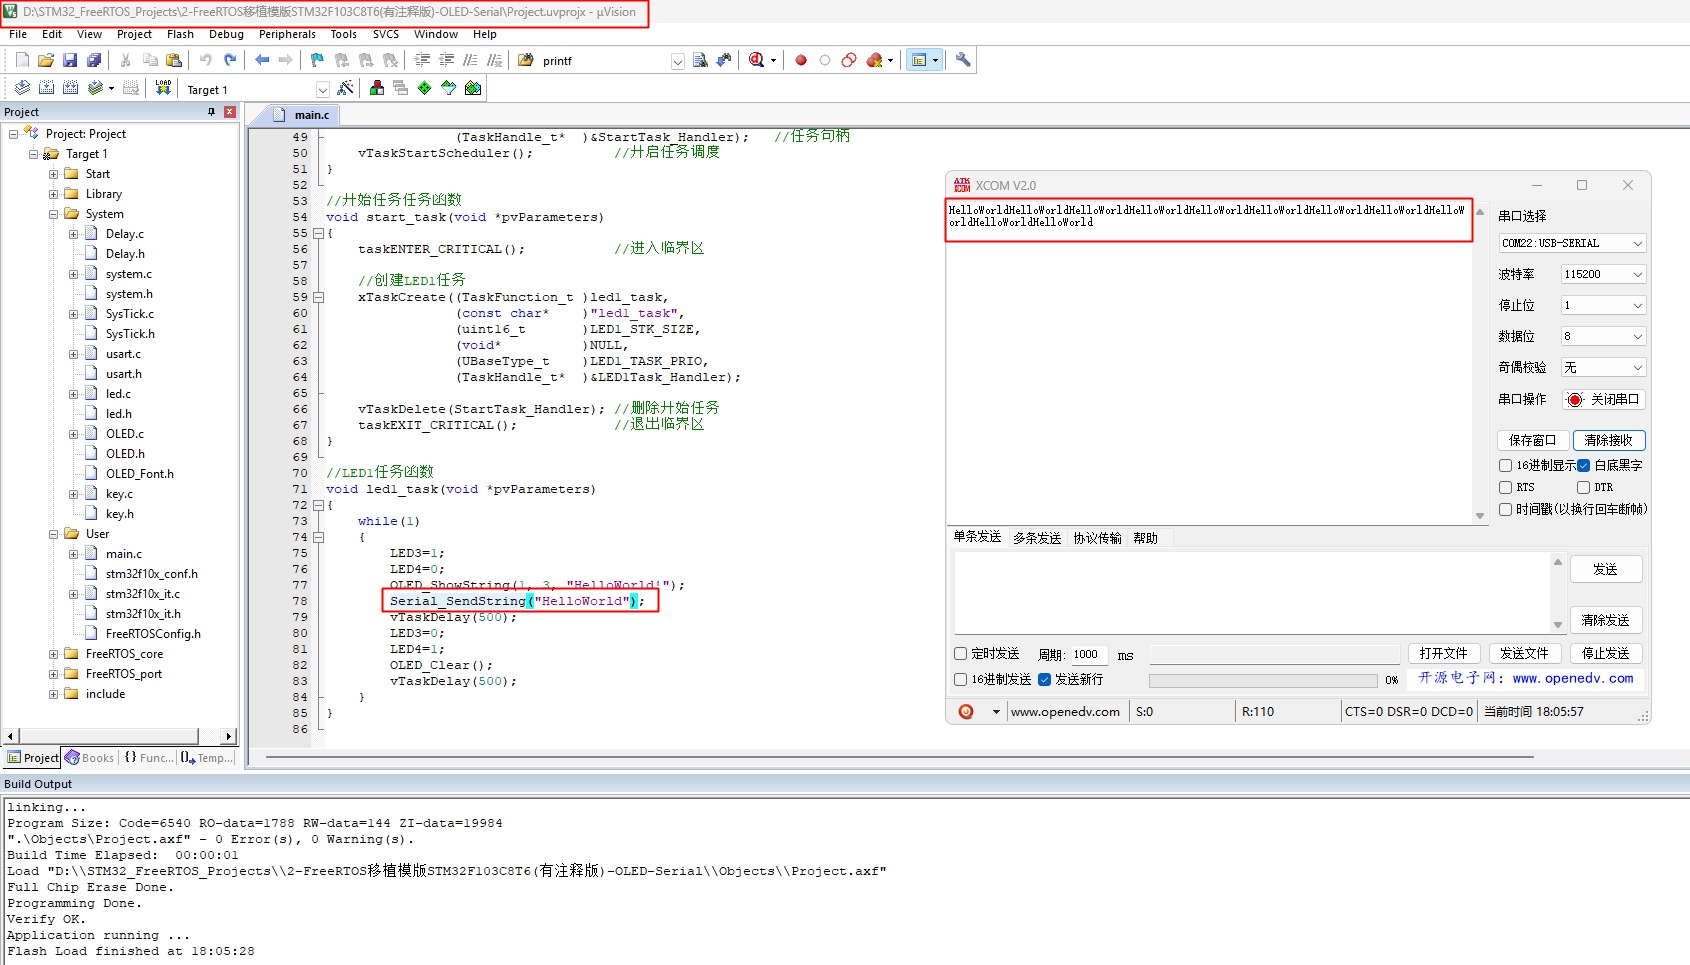 D:\STM32_FreeRTOS_Projects\2-FreeRTOS移植模版STM32F103C8T6(有注释版)-OLED-Serial\Project.uvprojx - µVision
File Edit View Project Flash Debug Peripherals Tools SVCS Window Help
printf
LOAD Target 1
Project
Project: Project
Target 1
Start
Library
System
Delay.c
Delay.h
system.c
system.h
SysTick.c
SysTick.h
usart.c
usart.h
led.c
led.h
OLED.c
OLED.h
OLED_Font.h
key.c
key.h
User
main.c
stm32f10x_conf.h
stm32f10x_it.c
stm32f10x_it.h
FreeRTOSConfig.h
FreeRTOS_core
FreeRTOS_port
include
Project Books {} Func... Temp...
main.c
49 (TaskHandle_t* )&StartTask_Handler); //任务句柄
50 vTaskStartScheduler(); //开启任务调度
51 }
52
53 //开始任务任务函数
54 void start_task(void *pvParameters)
55 {
56 taskENTER_CRITICAL(); //进入临界区
57
58 //创建LED1任务
59 xTaskCreate((TaskFunction_t )led1_task,
60 (const char* )"led1_task",
61 (uint16_t )LED1_STK_SIZE,
62 (void* )NULL,
63 (UBaseType_t )LED1_TASK_PRIO,
64 (TaskHandle_t* )&LED1Task_Handler);
65
66 vTaskDelete(StartTask_Handler); //删除开始任务
67 taskEXIT_CRITICAL(); //退出临界区
68 }
69
70 //LED1任务函数
71 void led1_task(void *pvParameters)
72 {
73 while(1)
74 {
75 LED3=1;
76 LED4=0;
77 OLED_ShowString(1, 3, "HelloWorld!");
78 Serial_SendString("HelloWorld");
79 vTaskDelay(500);
80 LED3=0;
81 LED4=1;
82 OLED_Clear();
83 vTaskDelay(500);
84 }
85 }
86
ATK XCOM XCOM V2.0
HelloWorldHelloWorldHelloWorldHelloWorldHelloWorldHelloWorldHelloWorldHelloWorldHelloW
orldHelloWorldHelloWorld
串口选择
COM22:USB-SERIAL
波特率 115200
停止位 1
数据位 8
奇偶校验 无
串口操作 关闭串口
保存窗口 清除接收
16进制显示 白底黑字
RTS DTR
时间戳(以换行回车断帧)
单条发送 多条发送 协议传输 帮助
发送
清除发送
定时发送 周期: 1000 ms 打开文件 发送文件 停止发送
16进制发送 发送新行 0% 开源电子网: www.openedv.com
www.openedv.com S:0 R:110 CTS=0 DSR=0 DCD=0 当前时间 18:05:57
Build Output
linking...
Program Size: Code=6540 RO-data=1788 RW-data=144 ZI-data=19984
".\Objects\Project.axf" - 0 Error(s), 0 Warning(s).
Build Time Elapsed: 00:00:01
Load "D:\\STM32_FreeRTOS_Projects\\2-FreeRTOS移植模版STM32F103C8T6(有注释版)-OLED-Serial\\Objects\\Project.axf"
Full Chip Erase Done.
Programming Done.
Verify OK.
Application running ...
Flash Load finished at 18:05:28